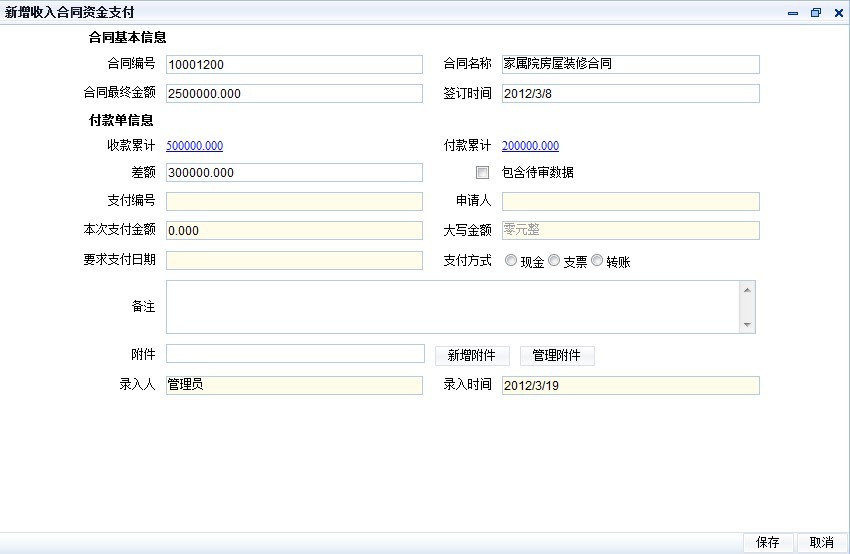 新增收入合同资金支付
合同基本信息
合同编号 10001200 合同名称 家属院房屋装修合同
合同最终金额 2500000.000 签订时间 2012/3/8
付款单信息
收款累计 500000.000 付款累计 200000.000
差额 300000.000 包含待审数据
支付编号 申请人
本次支付金额 0.000 大写金额 零元整
要求支付日期 支付方式 现金 支票 转账
备注
附件 新增附件 管理附件
录入人 管理员 录入时间 2012/3/19
保存 取消